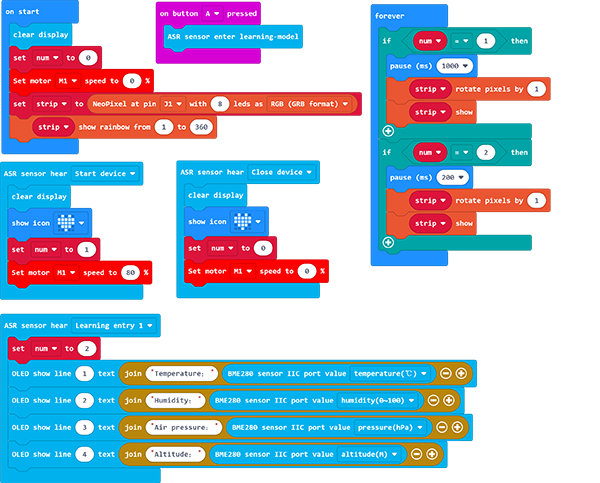 on start
clear display
set num to 0
Set motor M1 speed to 0 %
set strip to NeoPixel at pin J1 with 8 leds as RGB (GRB format)
strip show rainbow from 1 to 360
on button A pressed
ASR sensor enter learning-model
forever
if num = 1 then
pause (ms) 1000
strip rotate pixels by 1
strip show
if num = 2 then
pause (ms) 200
strip rotate pixels by 1
strip show
ASR sensor hear Start device
clear display
show icon
set num to 1
Set motor M1 speed to 80 %
ASR sensor hear Close device
clear display
show icon
set num to 0
Set motor M1 speed to 0 %
ASR sensor hear Learning entry 1
set num to 2
OLED show line 1 text join "Temperature: " BME280 sensor IIC port value temperature(℃)
OLED show line 2 text join "Humidity: " BME280 sensor IIC port value humidity(0~100)
OLED show line 3 text join "Air pressure: " BME280 sensor IIC port value pressure(hPa)
OLED show line 4 text join "Altitude: " BME280 sensor IIC port value altitude(M)